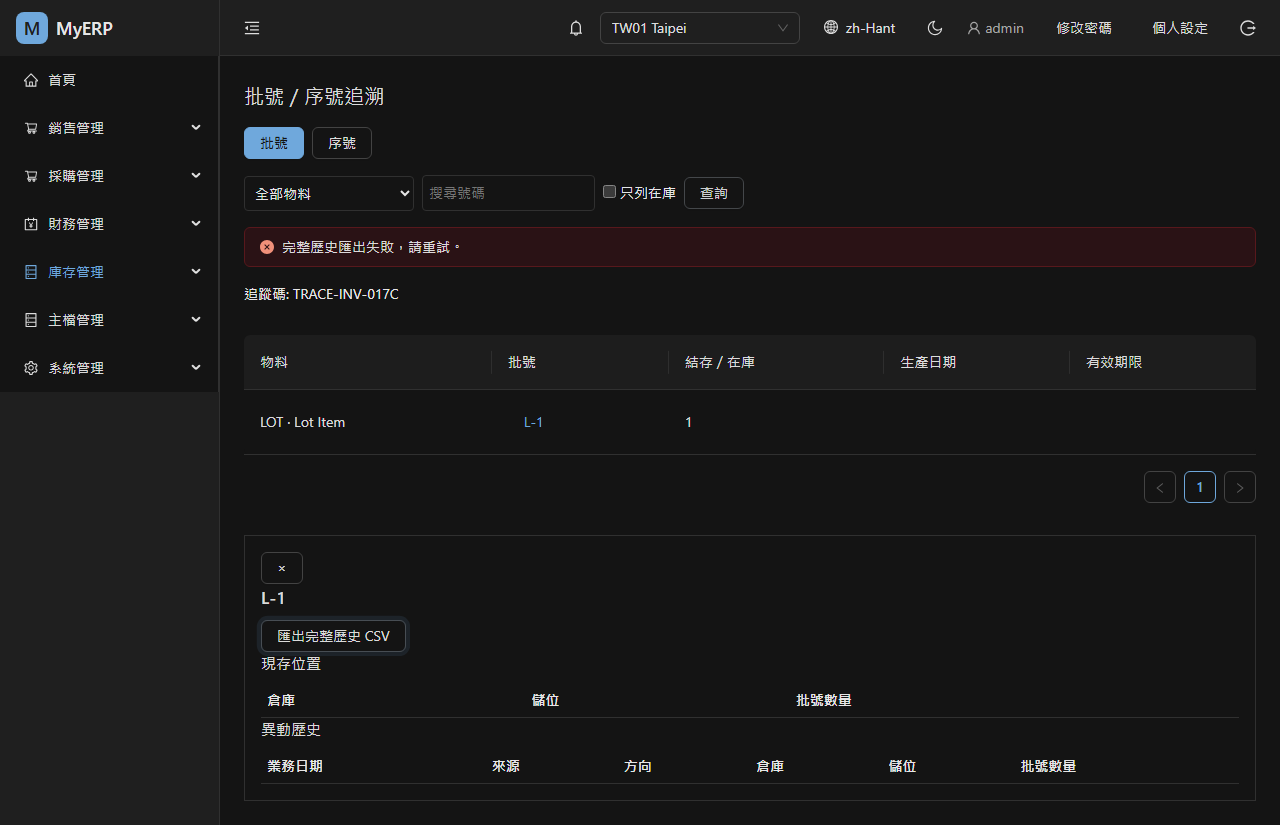 M MyERP
TW01 Taipei
zh-Hant
admin
修改密碼
個人設定
首頁
銷售管理
採購管理
財務管理
庫存管理
主檔管理
系統管理
批號 / 序號追溯
批號 序號
全部物料 搜尋號碼 只列在庫 查詢
完整歷史匯出失敗，請重試。
追蹤碼: TRACE-INV-017C
物料 批號 結存 / 在庫 生產日期 有效期限
LOT · Lot Item L-1 1
< 1 >
×
L-1
匯出完整歷史 CSV
現存位置
倉庫 儲位 批號數量
異動歷史
業務日期 來源 方向 倉庫 儲位 批號數量